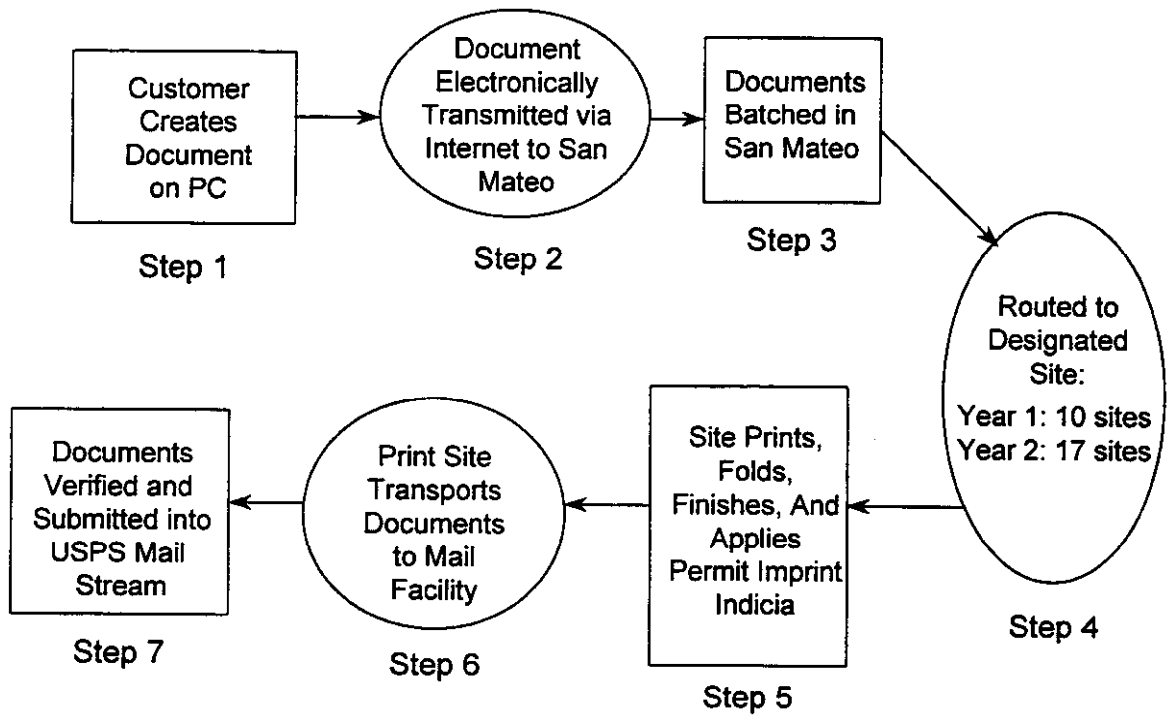 Customer
Creates
Document
on PC
Step 1
Document
Electronically
Transmitted via
Internet to San
Mateo
Step 2
Documents
Batched in
San Mateo
Step 3
Routed to
Designated
Site:
Year 1: 10 sites
Year 2: 17 sites
Step 4
Site Prints,
Folds,
Finishes, And
Applies
Permit Imprint
Indicia
Step 5
Print Site
Transports
Documents
to Mail
Facility
Step 6
Documents
Verified and
Submitted into
USPS Mail
Stream
Step 7